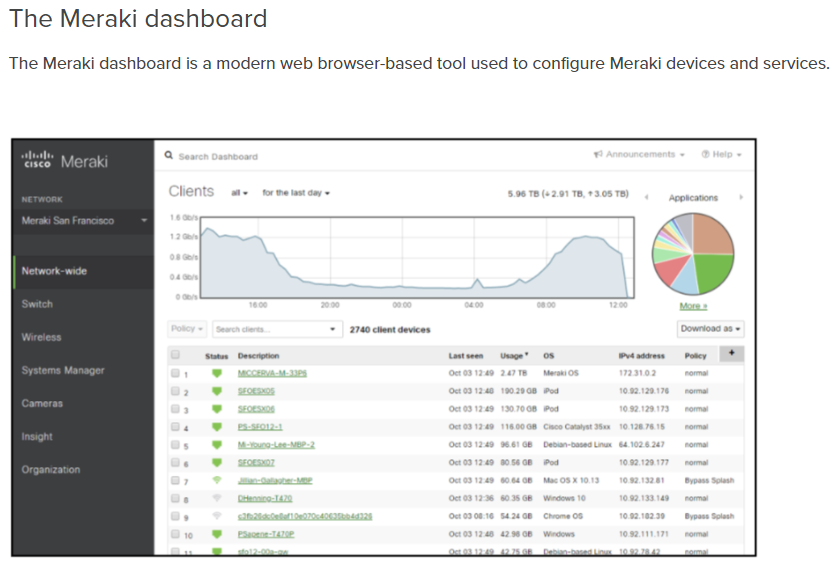 The Meraki dashboard
The Meraki dashboard is a modern web browser-based tool used to configure Meraki devices and services.
cisco Meraki
Search Dashboard
Announcements
Help
NETWORK
Meraki San Francisco
Network-wide
Switch
Wireless
Systems Manager
Cameras
Insight
Organization
Clients all for the last day
5.96 TB (↓2.91 TB, ↑3.05 TB)
Applications
1.6 Gb/s
1.2 Gb/s
0.8 Gb/s
0.4 Gb/s
0 Gb/s
16:00 20:00 00:00 04:00 08:00 12:00
More »
Policy Search clients... 2740 client devices Download as
Status Description Last seen Usage OS IPv4 address Policy +
1 MICCERVA-M-33P6 Oct 03 12:49 2.47 TB Meraki OS 172.31.0.2 normal
2 SFOESX05 Oct 03 12:48 190.29 GB iPod 10.92.129.176 normal
3 SFOESX06 Oct 03 12:49 130.70 GB iPod 10.92.129.173 normal
4 PS-SFO12-1 Oct 03 12:49 116.00 GB Cisco Catalyst 35xx 10.128.76.15 normal
5 Mi-Young-Lee-MBP-2 Oct 03 12:49 96.61 GB Debian-based Linux 64.102.6.247 normal
6 SFOESX07 Oct 03 12:49 80.56 GB iPod 10.92.129.177 normal
7 Jillian-Gallagher-MBP Oct 03 12:49 60.64 GB Mac OS X 10.13 10.92.132.81 Bypass Splash
8 DHenning-T470 Oct 03 12:36 60.35 GB Windows 10 10.92.133.149 normal
9 Oct 03 08:16 54.24 GB Chrome OS 10.92.182.39 Bypass Splash
10 PSapene-T470P Oct 03 12:48 42.98 GB Windows 10.92.111.171 normal
11 sfo12-00a-gw Oct 03 12:49 42.75 GB Debian-based Linux 10.92.78.42 normal